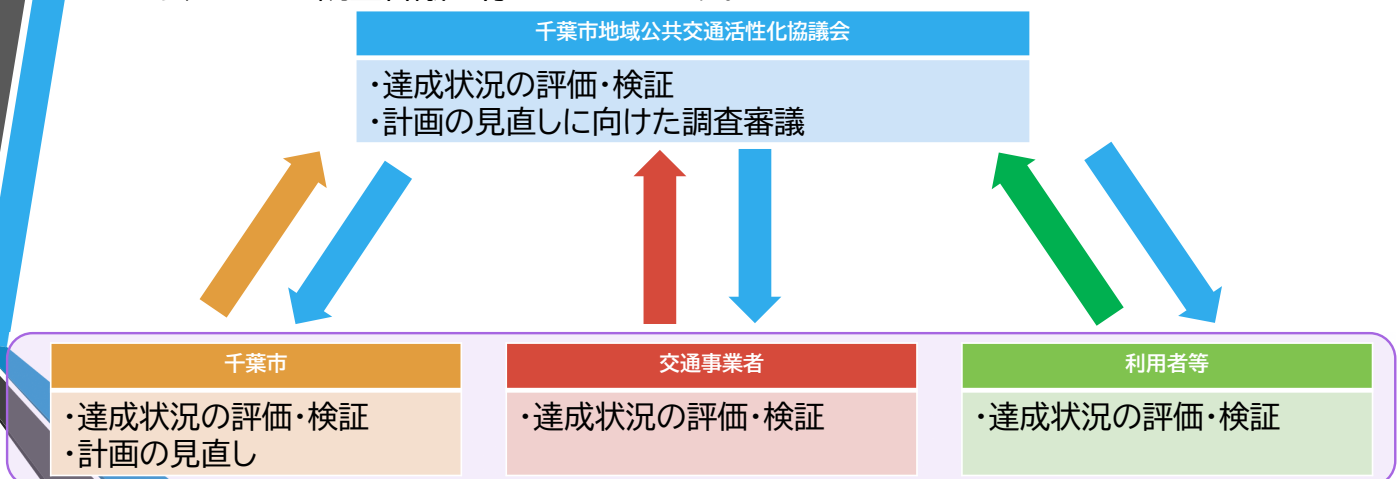 千葉市地域公共交通活性化協議会
・達成状況の評価・検証
・計画の見直しに向けた調査審議
千葉市
・達成状況の評価・検証
・計画の見直し
交通事業者
・達成状況の評価・検証
利用者等
・達成状況の評価・検証